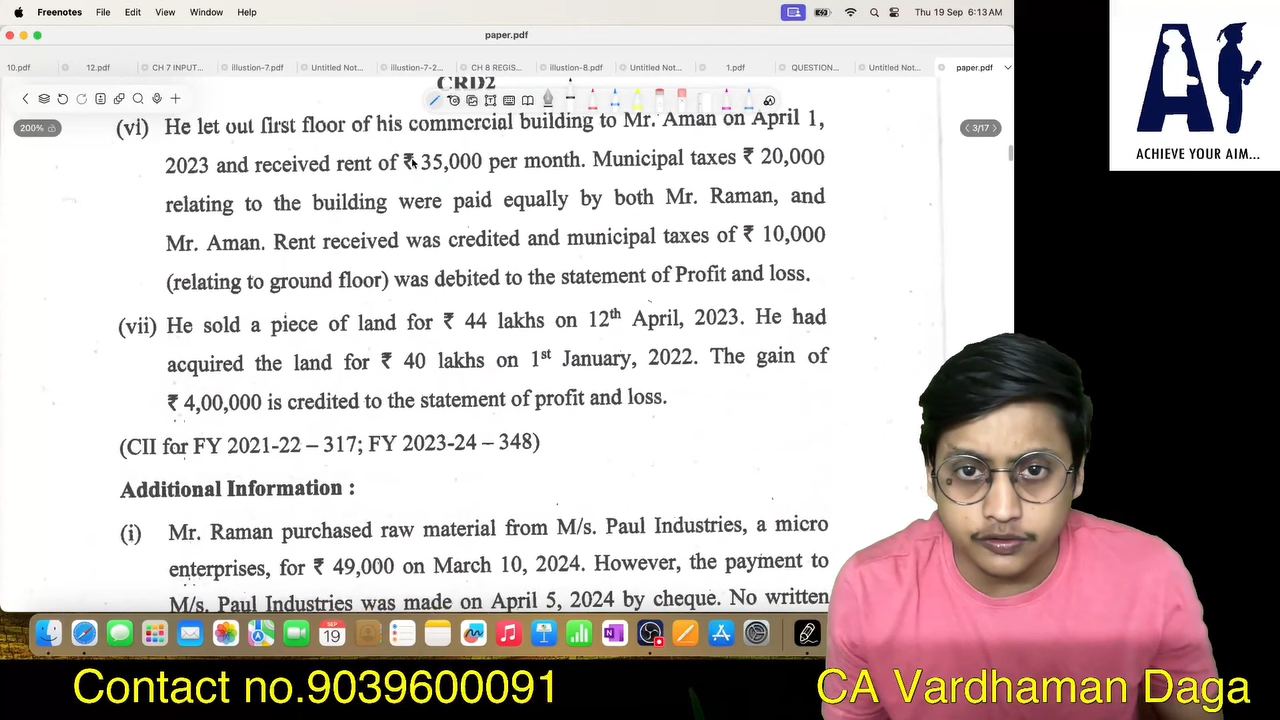 Freenotes File Edit View Window Help Thu 19 Sep 6:13 AM
paper.pdf
10.pdf 12.pdf CH 7 INPUT... illustion-7.pdf Untitled Not... illustion-7-2... CH 8 REGIS... illustion-8.pdf Untitled Not... 1.pdf QUESTION... Untitled Not... paper.pdf
CRD2
200% 3/17
(vi) He let out first floor of his commercial building to Mr. Aman on April 1,
2023 and received rent of ₹ 35,000 per month. Municipal taxes ₹ 20,000
relating to the building were paid equally by both Mr. Raman, and
Mr. Aman. Rent received was credited and municipal taxes of ₹ 10,000
(relating to ground floor) was debited to the statement of Profit and loss.
(vii) He sold a piece of land for ₹ 44 lakhs on 12th April, 2023. He had
acquired the land for ₹ 40 lakhs on 1st January, 2022. The gain of
₹ 4,00,000 is credited to the statement of profit and loss.
(CII for FY 2021-22 – 317; FY 2023-24 – 348)
Additional Information :
(i) Mr. Raman purchased raw material from M/s. Paul Industries, a micro
enterprises, for ₹ 49,000 on March 10, 2024. However, the payment to
M/s. Paul Industries was made on April 5, 2024 by cheque. No written
SEP
19
A
ACHIEVE YOUR AIM...
Contact no.9039600091
CA Vardhaman Daga